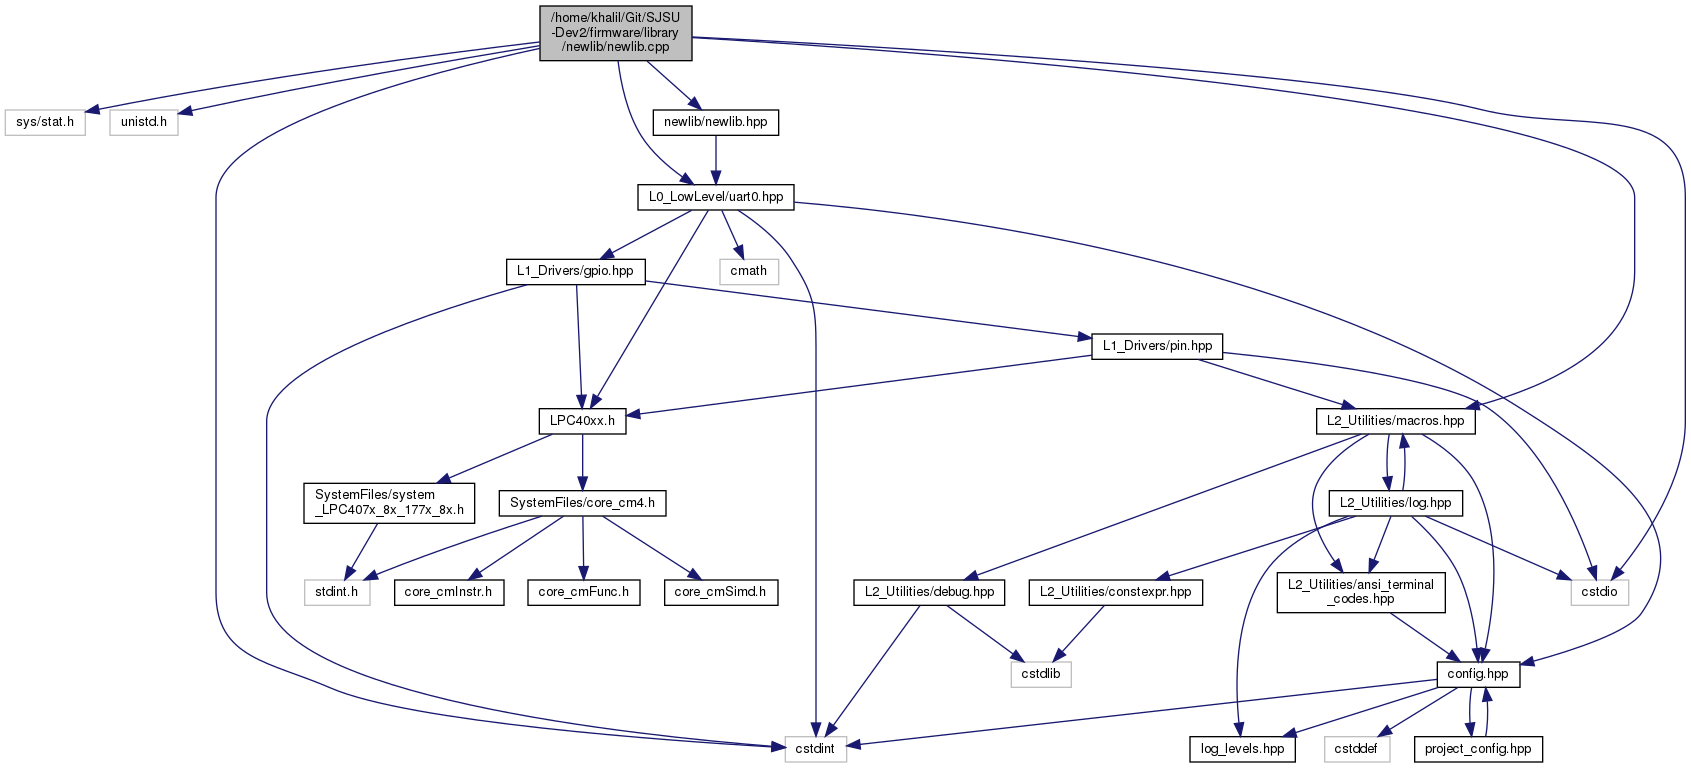 /home/khalil/Git/SJSU
-Dev2/firmware/library
/newlib/newlib.cpp
sys/stat.h
unistd.h
newlib/newlib.hpp
L0_LowLevel/uart0.hpp
L1_Drivers/gpio.hpp
cmath
L1_Drivers/pin.hpp
LPC40xx.h
L2_Utilities/macros.hpp
SystemFiles/system
_LPC407x_8x_177x_8x.h
SystemFiles/core_cm4.h
L2_Utilities/log.hpp
stdint.h
core_cmInstr.h
core_cmFunc.h
core_cmSimd.h
L2_Utilities/debug.hpp
L2_Utilities/constexpr.hpp
L2_Utilities/ansi_terminal
_codes.hpp
cstdio
cstdlib
config.hpp
cstdint
log_levels.hpp
cstddef
project_config.hpp